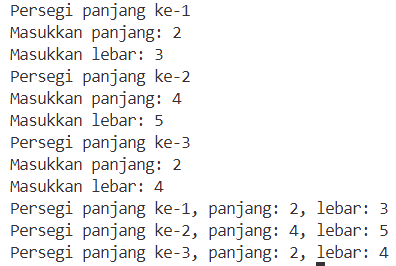 Persegi panjang ke-1
Masukkan panjang: 2
Masukkan lebar: 3
Persegi panjang ke-2
Masukkan panjang: 4
Masukkan lebar: 5
Persegi panjang ke-3
Masukkan panjang: 2
Masukkan lebar: 4
Persegi panjang ke-1, panjang: 2, lebar: 3
Persegi panjang ke-2, panjang: 4, lebar: 5
Persegi panjang ke-3, panjang: 2, lebar: 4